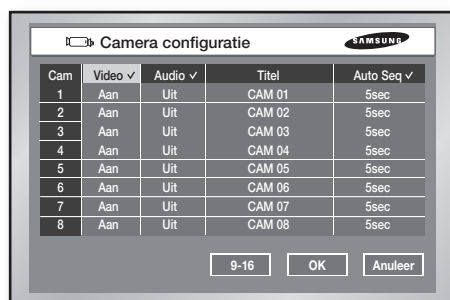 Camera configuratie SAMSUNG
Cam Video ✓ Audio ✓ Titel Auto Seq ✓
1 Aan Uit CAM 01 5sec
2 Aan Uit CAM 02 5sec
3 Aan Uit CAM 03 5sec
4 Aan Uit CAM 04 5sec
5 Aan Uit CAM 05 5sec
6 Aan Uit CAM 06 5sec
7 Aan Uit CAM 07 5sec
8 Aan Uit CAM 08 5sec
9-16 OK Anuleer